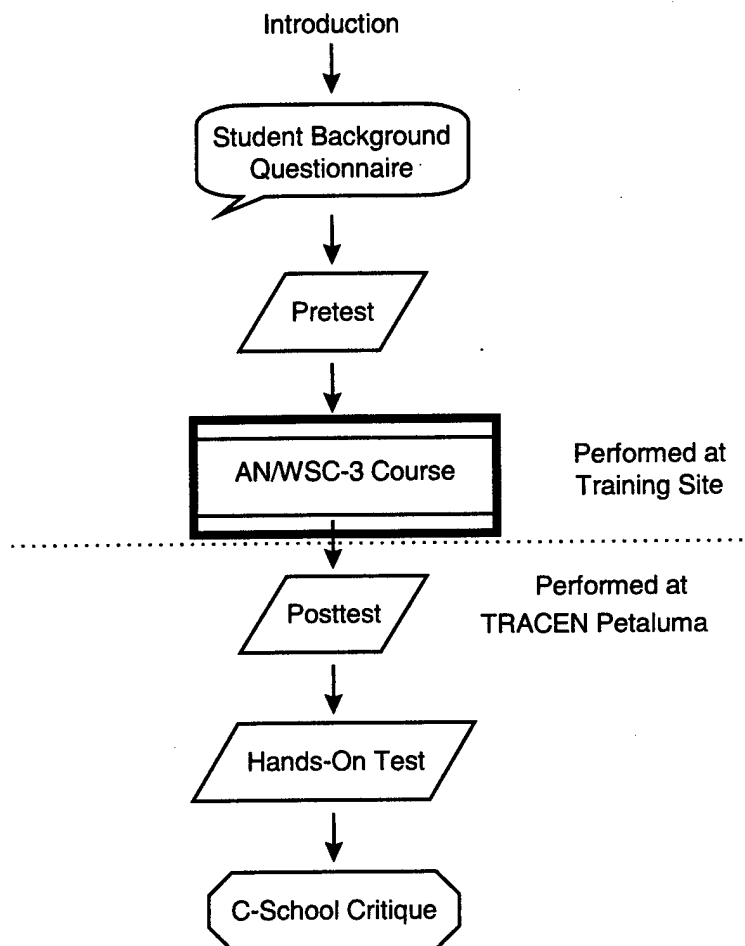 Introduction
Student Background
Questionnaire
Pretest
AN/WSC-3 Course
Performed at
Training Site
Performed at
TRACEN Petaluma
Posttest
Hands-On Test
C-School Critique